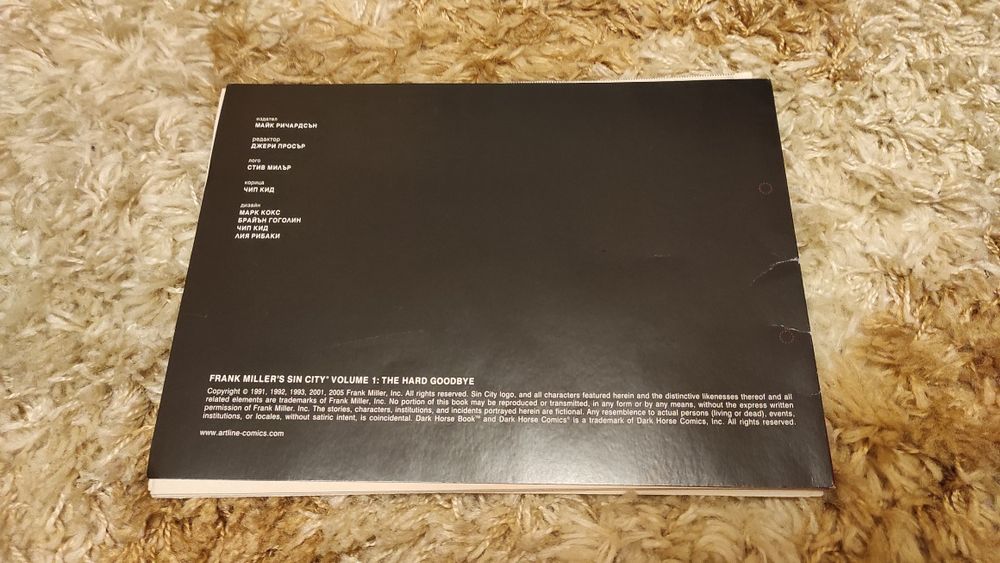 издател
МАЙК РИЧАРДСЪН
редактор
ДЖЕРИ ПРОСЪР
лого
СТИВ МИЛЪР
корица
ЧИП КИД
дизайн
МАРК КОКС
БРАЙЪН ГОГОЛИН
ЧИП КИД
ЛИЯ РИБАКИ
FRANK MILLER'S SIN CITY® VOLUME 1: THE HARD GOODBYE
Copyright © 1991, 1992, 1993, 2001, 2005 Frank Miller, Inc. All rights reserved. Sin City logo, and all characters featured herein and the distinctive likenesses thereof and all
related elements are trademarks of Frank Miller, Inc. No portion of this book may be reproduced or transmitted, in any form or by any means, without the express written
permission of Frank Miller. Inc. The stories, characters, institutions, and incidents portrayed herein are fictional. Any resemblence to actual persons (living or dead), events,
institutions, or locales, without satiric intent, is coincidental. Dark Horse Book™ and Dark Horse Comics® is a trademark of Dark Horse Comics, Inc. All rights reserved.
www.artline-comics.com